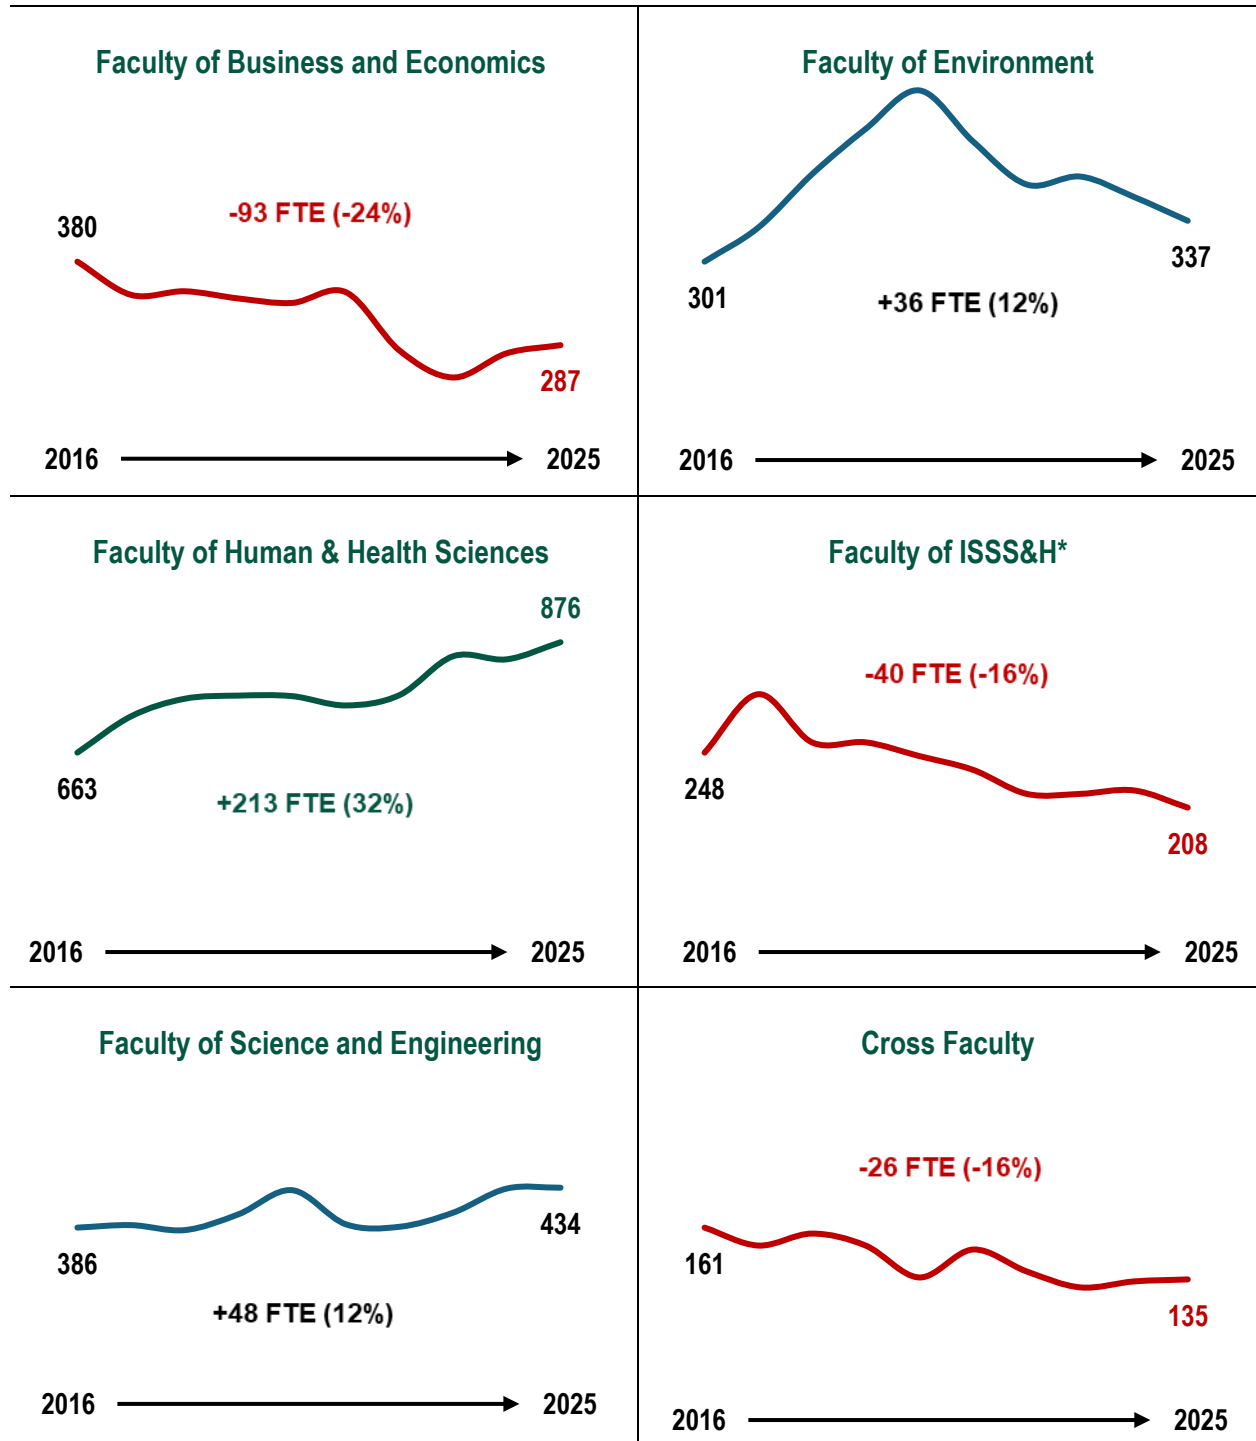 Faculty of Business and Economics
380
-93 FTE (-24%)
287
2016
2025
Faculty of Environment
301
337
+36 FTE (12%)
2016
2025
Faculty of Human & Health Sciences
876
663
+213 FTE (32%)
2016
2025
Faculty of ISSS&H*
-40 FTE (-16%)
248
208
2016
2025
Faculty of Science and Engineering
386
434
+48 FTE (12%)
2016
2025
Cross Faculty
-26 FTE (-16%)
161
135
2016
2025